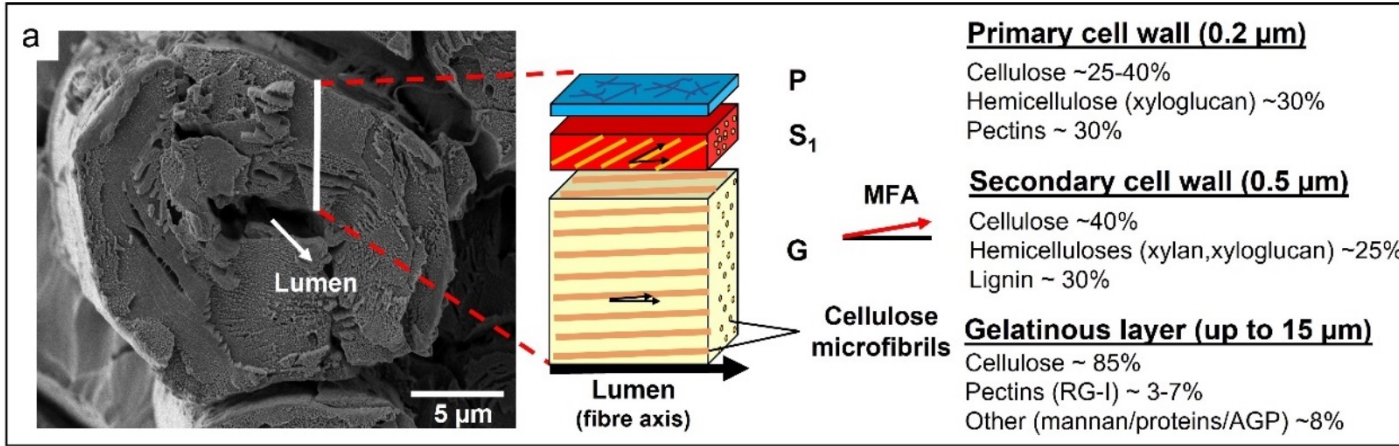 a
Lumen
5 µm
P
S1
G
MFA
Cellulose
microfibrils
Lumen
(fibre axis)
Primary cell wall (0.2 µm)
Cellulose ~25-40%
Hemicellulose (xyloglucan) ~30%
Pectins ~ 30%
Secondary cell wall (0.5 µm)
Cellulose ~40%
Hemicelluloses (xylan,xyloglucan) ~25%
Lignin ~ 30%
Gelatinous layer (up to 15 µm)
Cellulose ~ 85%
Pectins (RG-I) ~ 3-7%
Other (mannan/proteins/AGP) ~8%